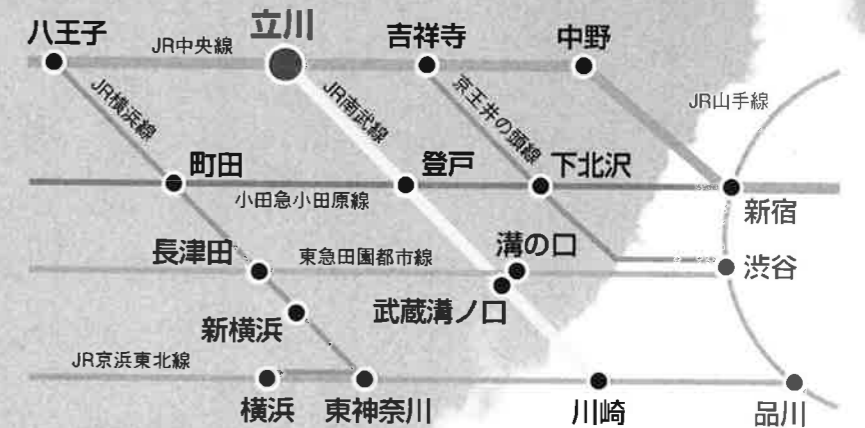 立川
八王子
吉祥寺
中野
JR中央線
JR横浜線
JR南武線
京王井の頭線
JR山手線
町田
登戸
下北沢
小田急小田原線
新宿
長津田
東急田園都市線
溝の口
渋谷
武蔵溝ノ口
新横浜
JR京浜東北線
横浜
東神奈川
川崎
品川